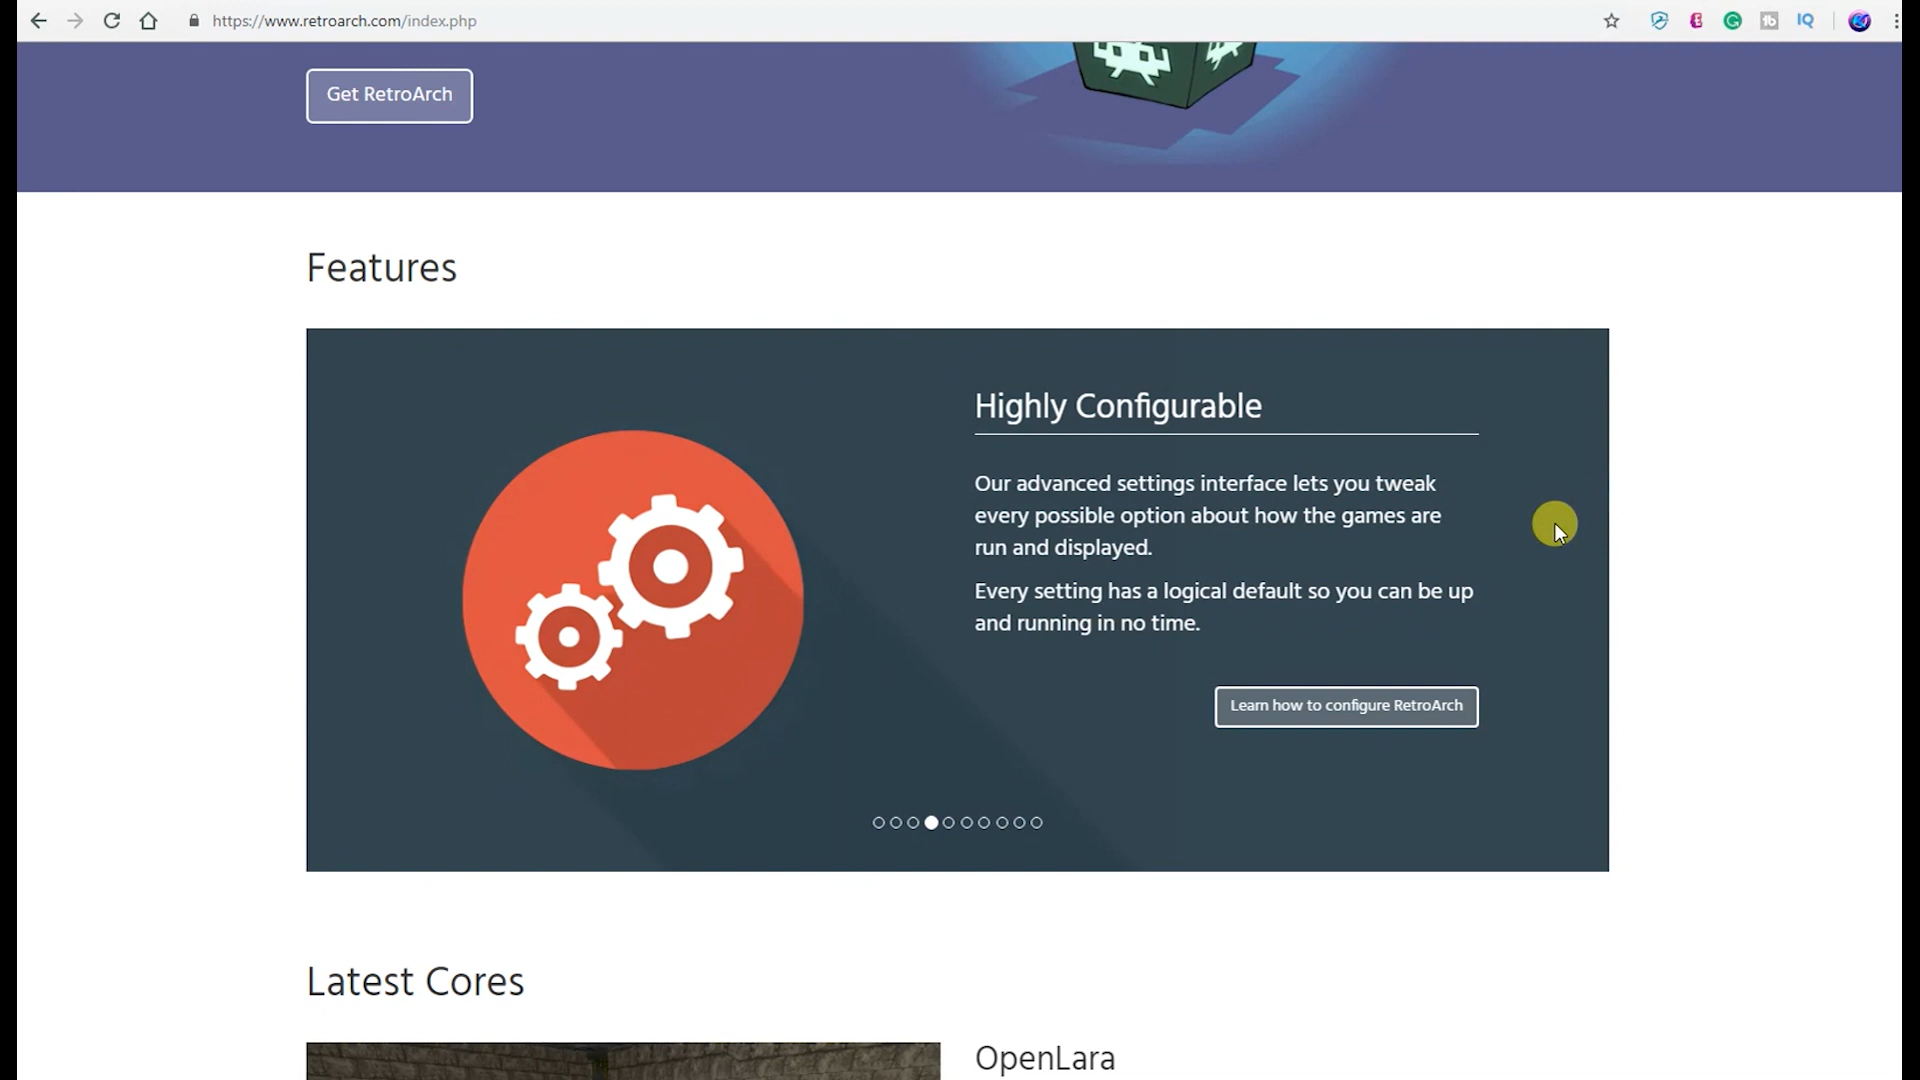 https://www.retroarch.com/index.php
Get RetroArch
Features
Highly Configurable
Our advanced settings interface lets you tweak
every possible option about how the games are
run and displayed.
Every setting has a logical default so you can be up
and running in no time.
Learn how to configure RetroArch
Latest Cores
OpenLara